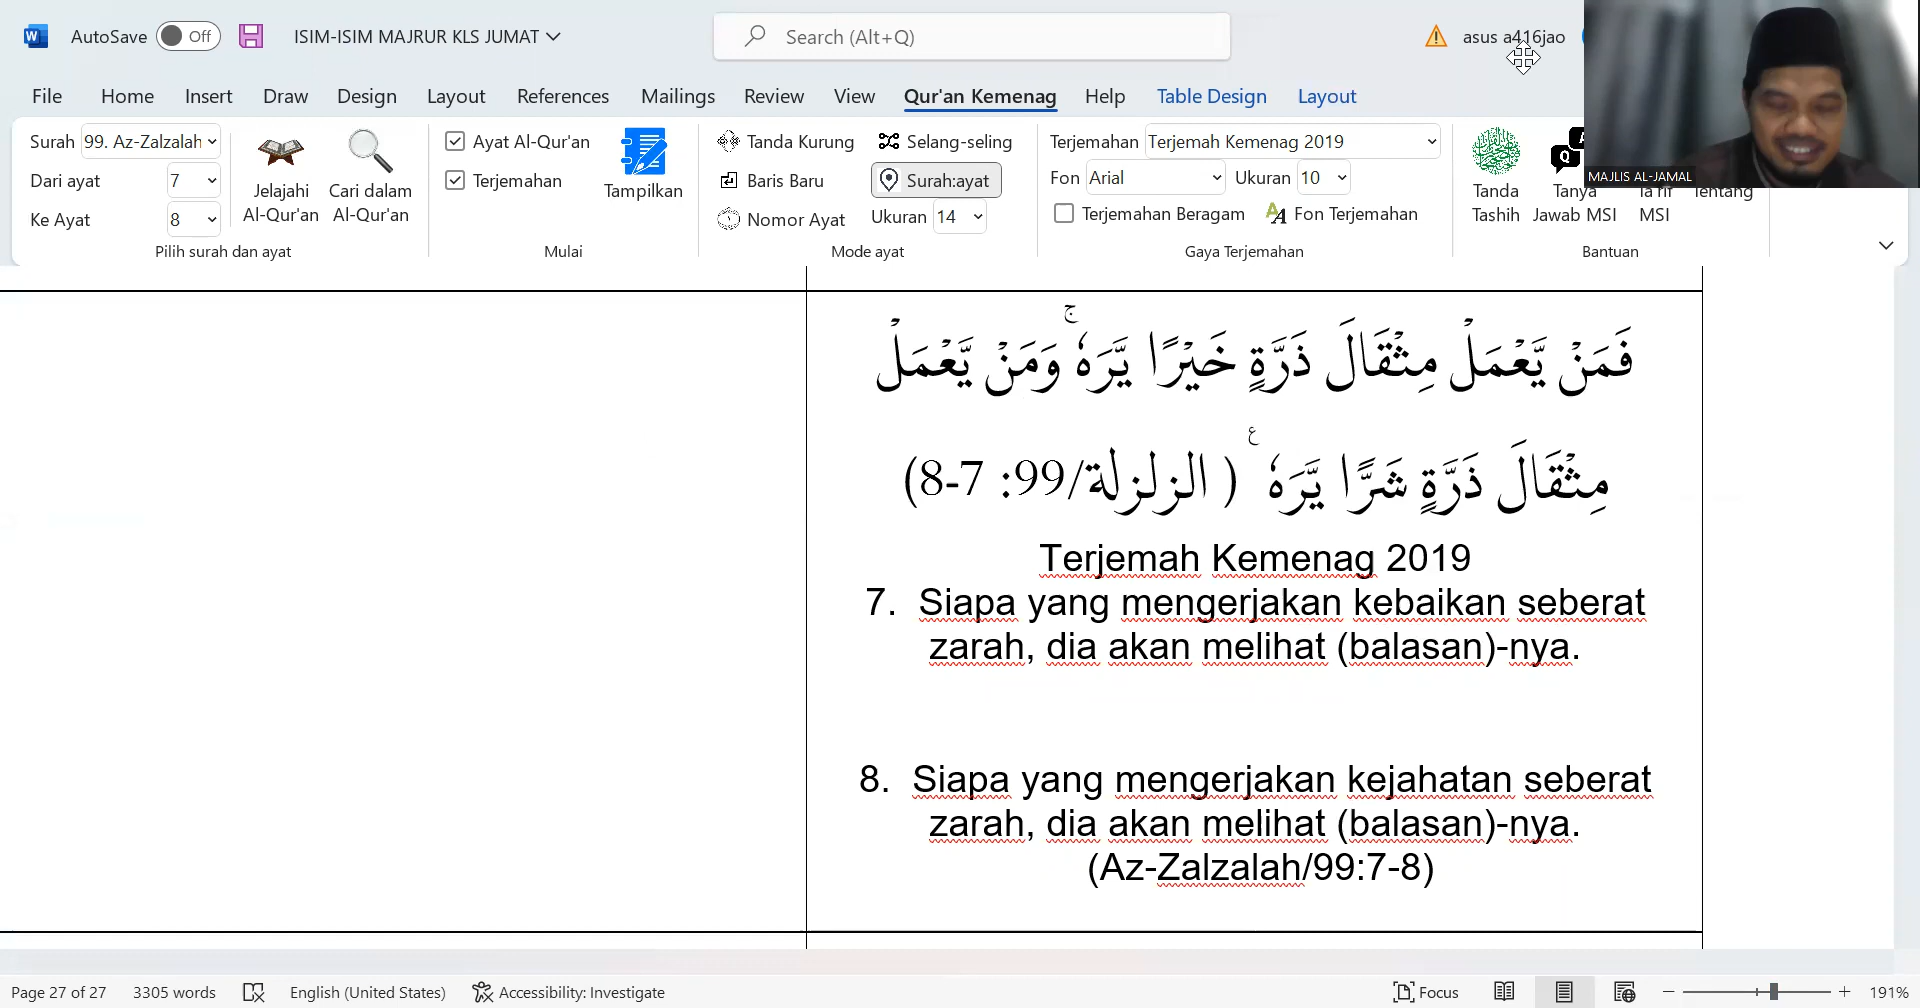 AutoSave Off ISIM-ISIM MAJRUR KLS JUMAT Search (Alt+Q) asus a416jao
File Home Insert Draw Design Layout References Mailings Review View Qur'an Kemenag Help Table Design Layout
Surah 99. Az-Zalzalah
Dari ayat 7
Ke Ayat 8
Jelajahi Al-Qur'an
Cari dalam Al-Qur'an
Pilih surah dan ayat
Ayat Al-Qur'an
Terjemahan
Tampilkan
Mulai
Tanda Kurung Selang-seling
Baris Baru Surah:ayat
Nomor Ayat Ukuran 14
Mode ayat
Terjemahan Terjemah Kemenag 2019
Fon Arial Ukuran 10
Terjemahan Beragam Fon Terjemahan
Gaya Terjemahan
Tanda Tashih
Tanya Jawab MSI
Ta'rif MSI
Tentang
Bantuan
MAJLIS AL-JAMAL
فَمَنْ يَّعْمَلْ مِثْقَالَ ذَرَّةٍ خَيْرًا يَّرَهٗۚ وَمَنْ يَّعْمَلْ
مِثْقَالَ ذَرَّةٍ شَرًّا يَّرَهٗ ࣖ ( الزلزلة/99: 7-8)
Terjemah Kemenag 2019
7. Siapa yang mengerjakan kebaikan seberat
zarah, dia akan melihat (balasan)-nya.
8. Siapa yang mengerjakan kejahatan seberat
zarah, dia akan melihat (balasan)-nya.
(Az-Zalzalah/99:7-8)
Page 27 of 27 3305 words English (United States) Accessibility: Investigate Focus 191%